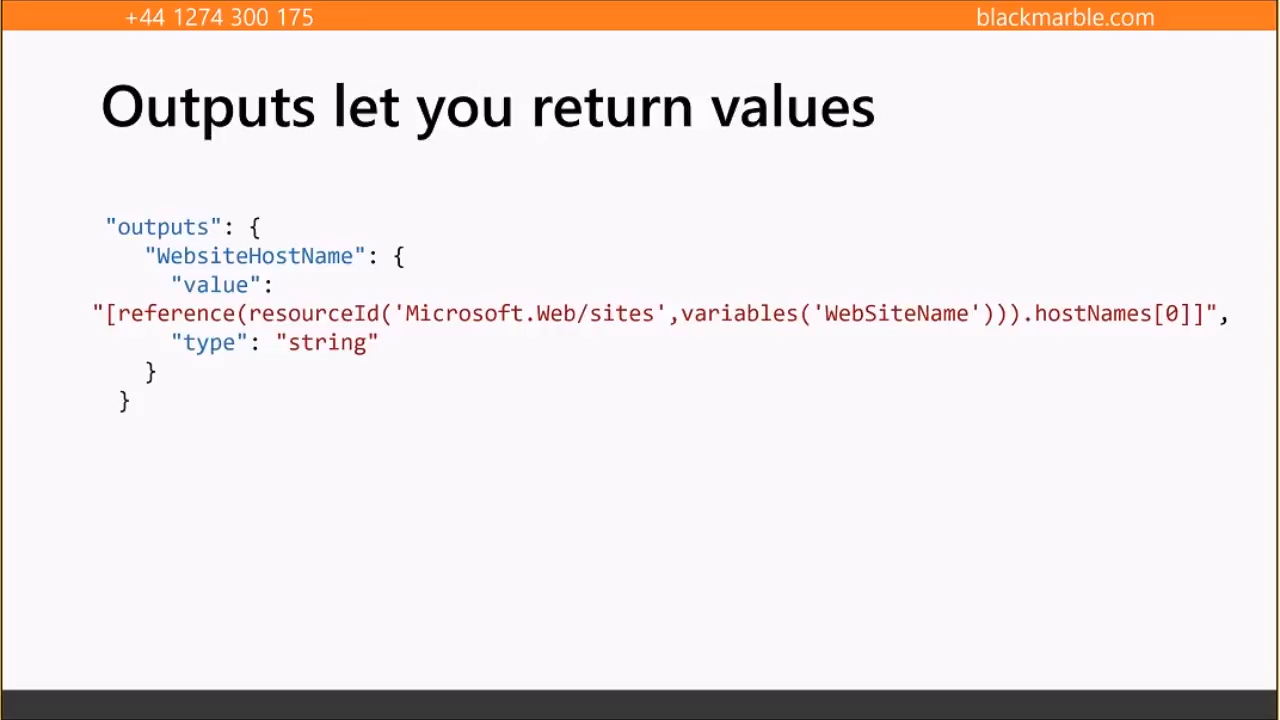 +44 1274 300 175
blackmarble.com
Outputs let you return values
"outputs": {
"WebsiteHostName": {
"value":
"[reference(resourceId('Microsoft.Web/sites',variables('WebSiteName'))).hostNames[0]]",
"type": "string"
}
}